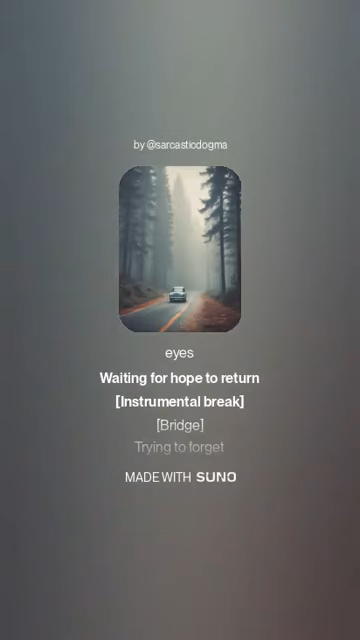 by @sarcasticdogma
eyes
Waiting for hope to return
[Instrumental break]
[Bridge]
Trying to forget
MADE WITH SUNO